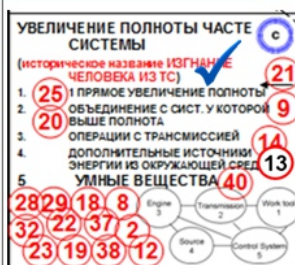 УВЕЛИЧЕНИЕ ПОЛНОТЫ ЧАСТЕ
СИСТЕМЫ
c
(историческое название ИЗГНАНИЕ
ЧЕЛОВЕКА ИЗ ТС)
21
1. 25 1 ПРЯМОЕ УВЕЛИЧЕНИЕ ПОЛНОТЫ
2. ОБЪЕДИНЕНИЕ С СИСТ. У КОТОРОЙ 9
20 ВЫШЕ ПОЛНОТА
3. ОПЕРАЦИИ С ТРАНСМИССИЕЙ 14
4. ДОПОЛНИТЕЛЬНЫЕ ИСТОЧНИКИ
ЭНЕРГИИ ИЗ ОКРУЖАЮЩЕЙ СРЕД 13
5 УМНЫЕ ВЕЩЕСТВА 40
28 29 18 8
32 22 37 2
23 19 38 12
Engine
3
Transmission
2
Work tool
1
Source
4
Control System
5